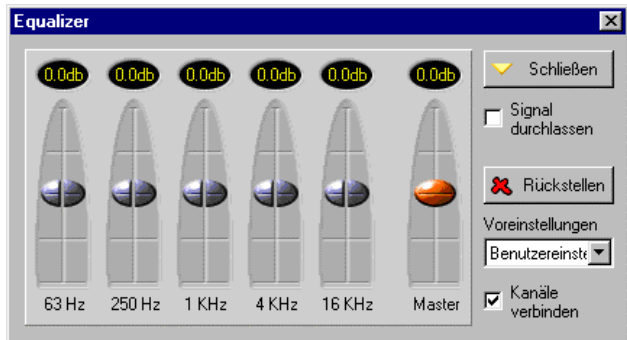 Equalizer
0.0db 0.0db 0.0db 0.0db 0.0db 0.0db
63 Hz 250 Hz 1 KHz 4 KHz 16 KHz Master
Schließen
Signal
durchlassen
Rückstellen
Voreinstellungen
Benutzereinste
Kanäle
verbinden